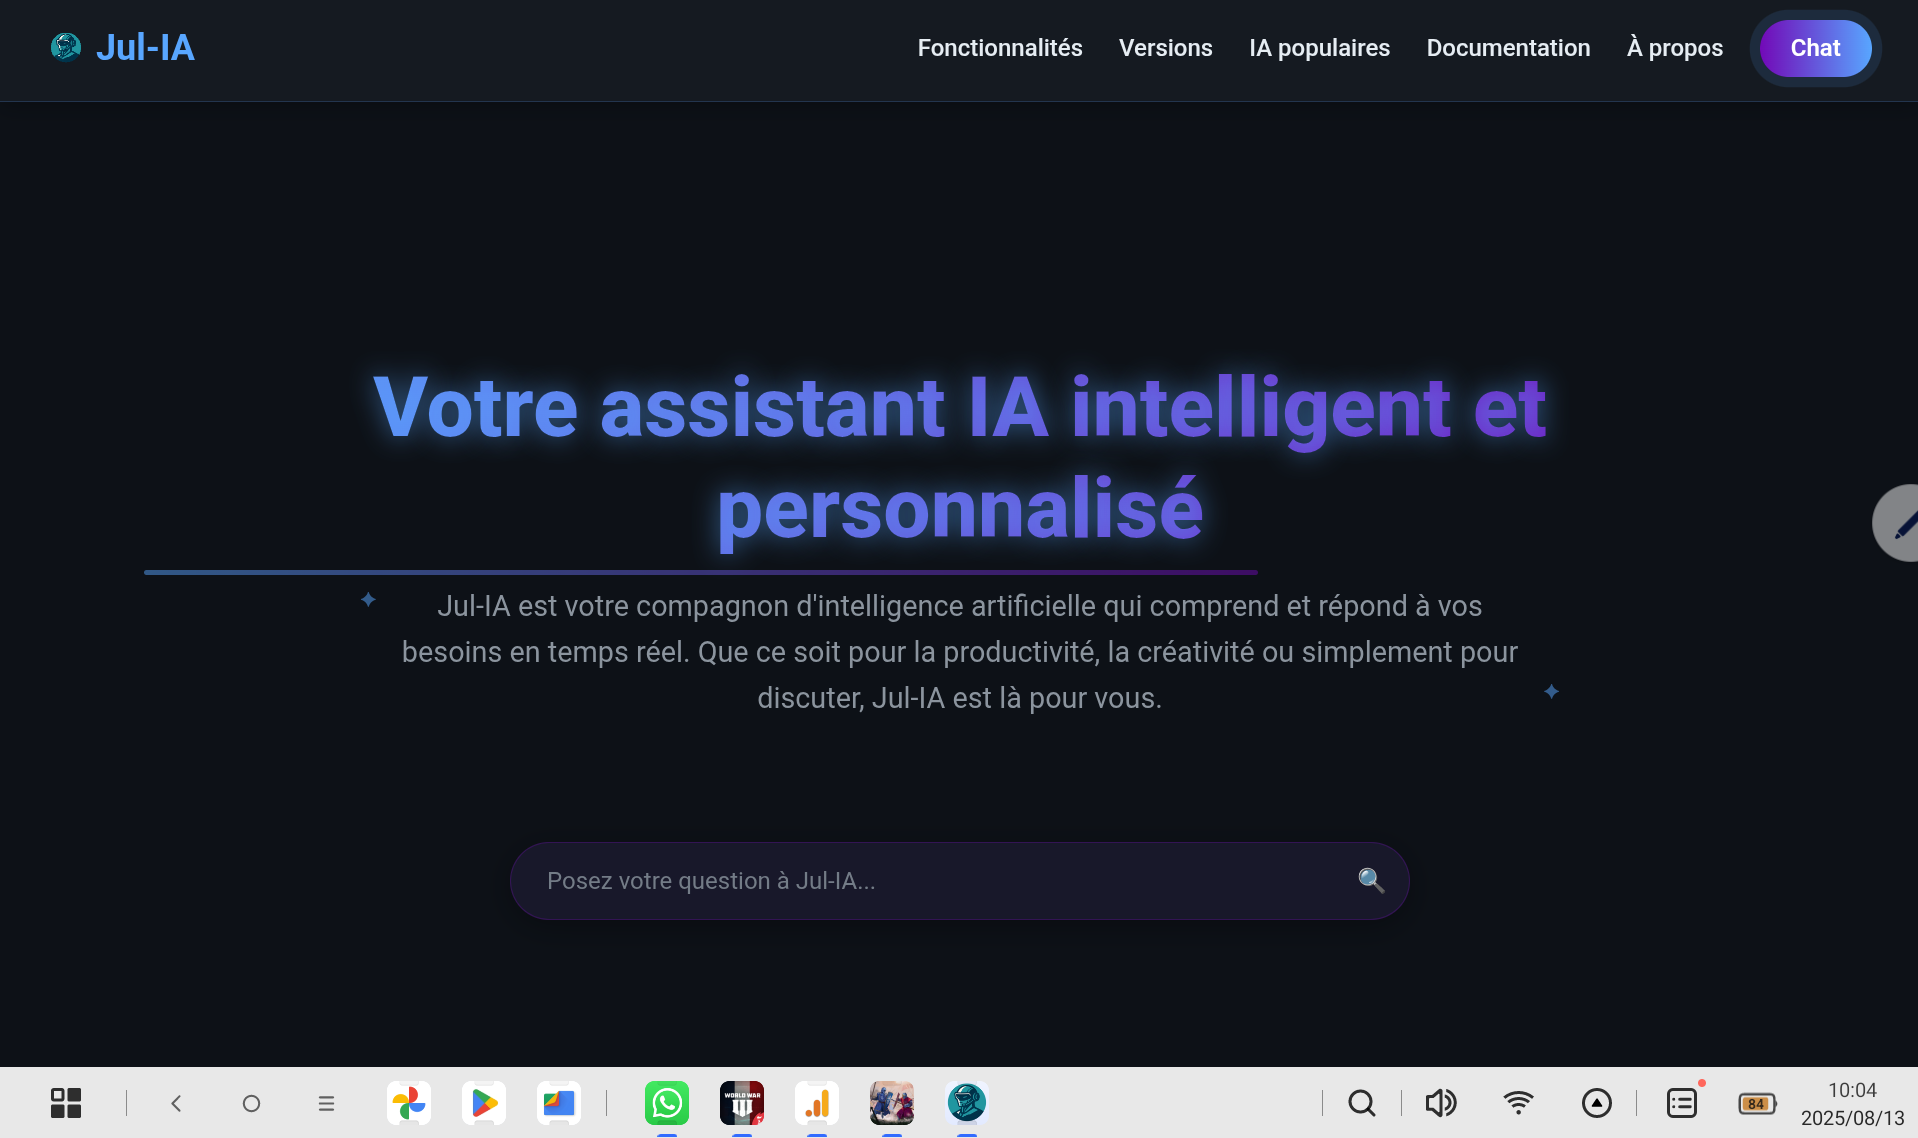 Jul-IA
Fonctionnalités
Versions
IA populaires
Documentation
À propos
Chat
Votre assistant IA intelligent et
personnalisé
Jul-IA est votre compagnon d'intelligence artificielle qui comprend et répond à vos
besoins en temps réel. Que ce soit pour la productivité, la créativité ou simplement pour
discuter, Jul-IA est là pour vous.
Posez votre question à Jul-IA...
WORLD WAR
84
10:04
2025/08/13